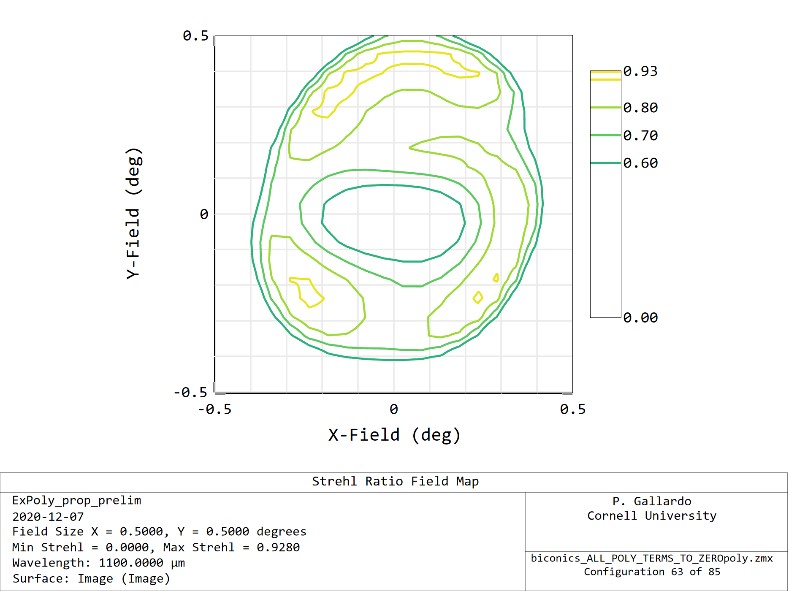 0.5
0
-0.5
Y-Field (deg)
-0.5
0
0.5
X-Field (deg)
0.93
0.80
0.70
0.60
0.00
Strehl Ratio Field Map
ExPoly_prop_prelim
2020-12-07
Field Size X = 0.5000, Y = 0.5000 degrees
Min Strehl = 0.0000, Max Strehl = 0.9280
Wavelength: 1100.0000 µm
Surface: Image (Image)
P. Gallardo
Cornell University
biconics_ALL_POLY_TERMS_TO_ZEROpoly.zmx
Configuration 63 of 85